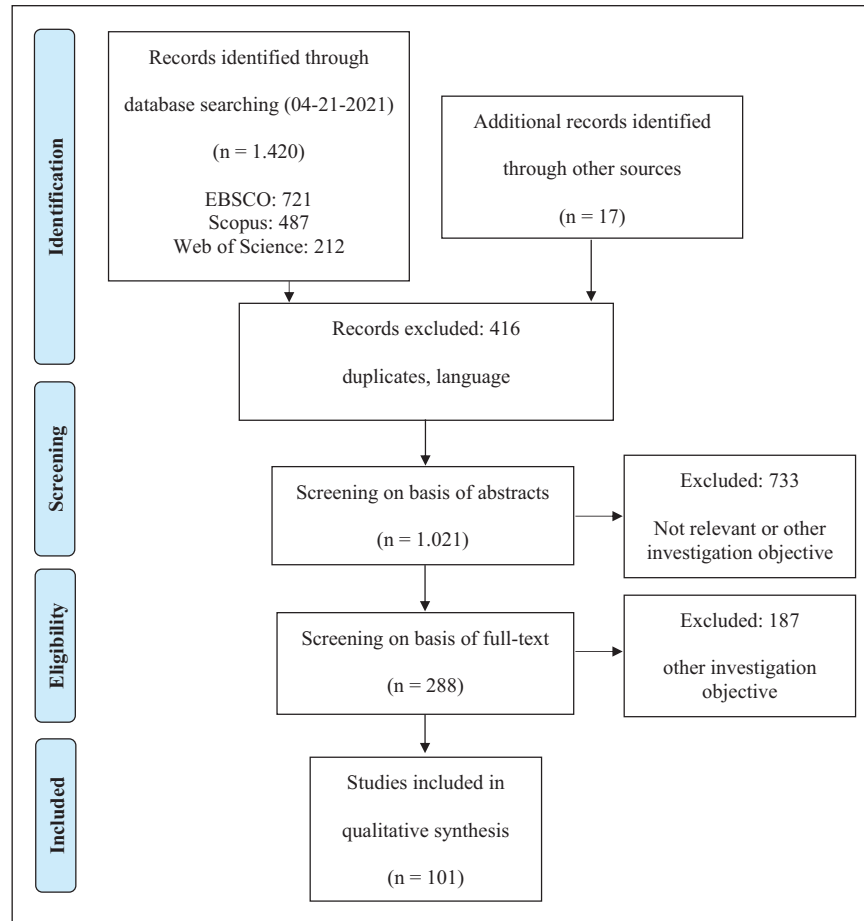 Identification
Records identified through
database searching (04-21-2021)
(n = 1.420)
EBSCO: 721
Scopus: 487
Web of Science: 212
Additional records identified
through other sources
(n = 17)
Records excluded: 416
duplicates, language
Screening
Screening on basis of abstracts
(n = 1.021)
Excluded: 733
Not relevant or other
investigation objective
Eligibility
Screening on basis of full-text
(n = 288)
Excluded: 187
other investigation
objective
Included
Studies included in
qualitative synthesis
(n = 101)